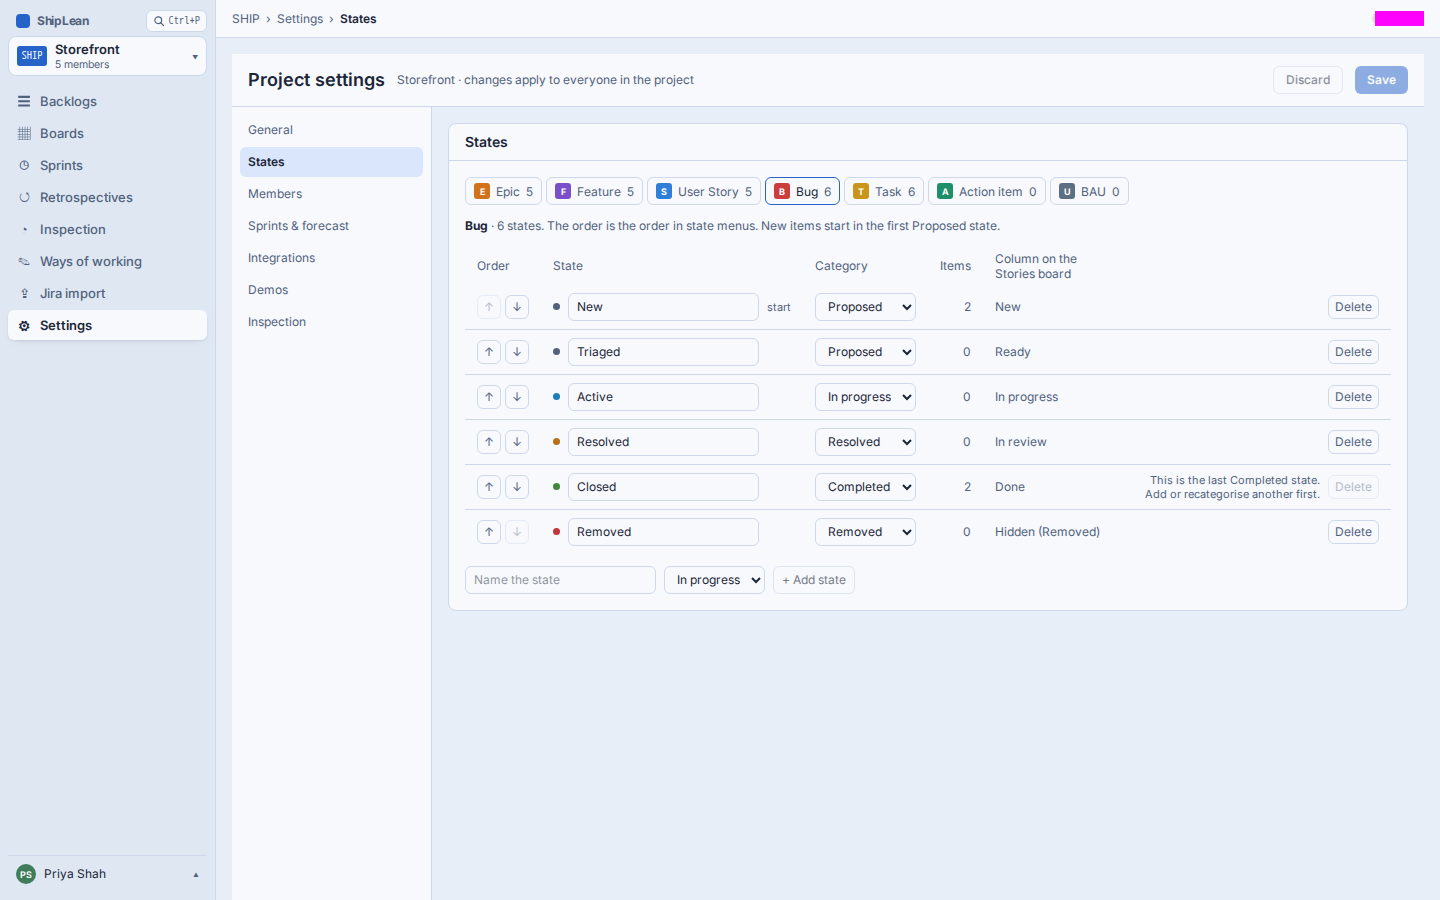 ShipLean
Ctrl+P
SHIP
Storefront
5 members
Backlogs
Boards
Sprints
Retrospectives
Inspection
Ways of working
Jira import
Settings
PS Priya Shah
SHIP › Settings › States
Project settings
Storefront · changes apply to everyone in the project
Discard
Save
General
States
Members
Sprints & forecast
Integrations
Demos
Inspection
States
E Epic 5
F Feature 5
S User Story 5
B Bug 6
T Task 6
A Action item 0
U BAU 0
Bug · 6 states. The order is the order in state menus. New items start in the first Proposed state.
Order State Category Items Column on the
Stories board
↑ ↓ New start Proposed 2 New Delete
↑ ↓ Triaged Proposed 0 Ready Delete
↑ ↓ Active In progress 0 In progress Delete
↑ ↓ Resolved Resolved 0 In review Delete
↑ ↓ Closed Completed 2 Done This is the last Completed state.
Add or recategorise another first. Delete
↑ ↓ Removed Removed 0 Hidden (Removed) Delete
Name the state In progress + Add state